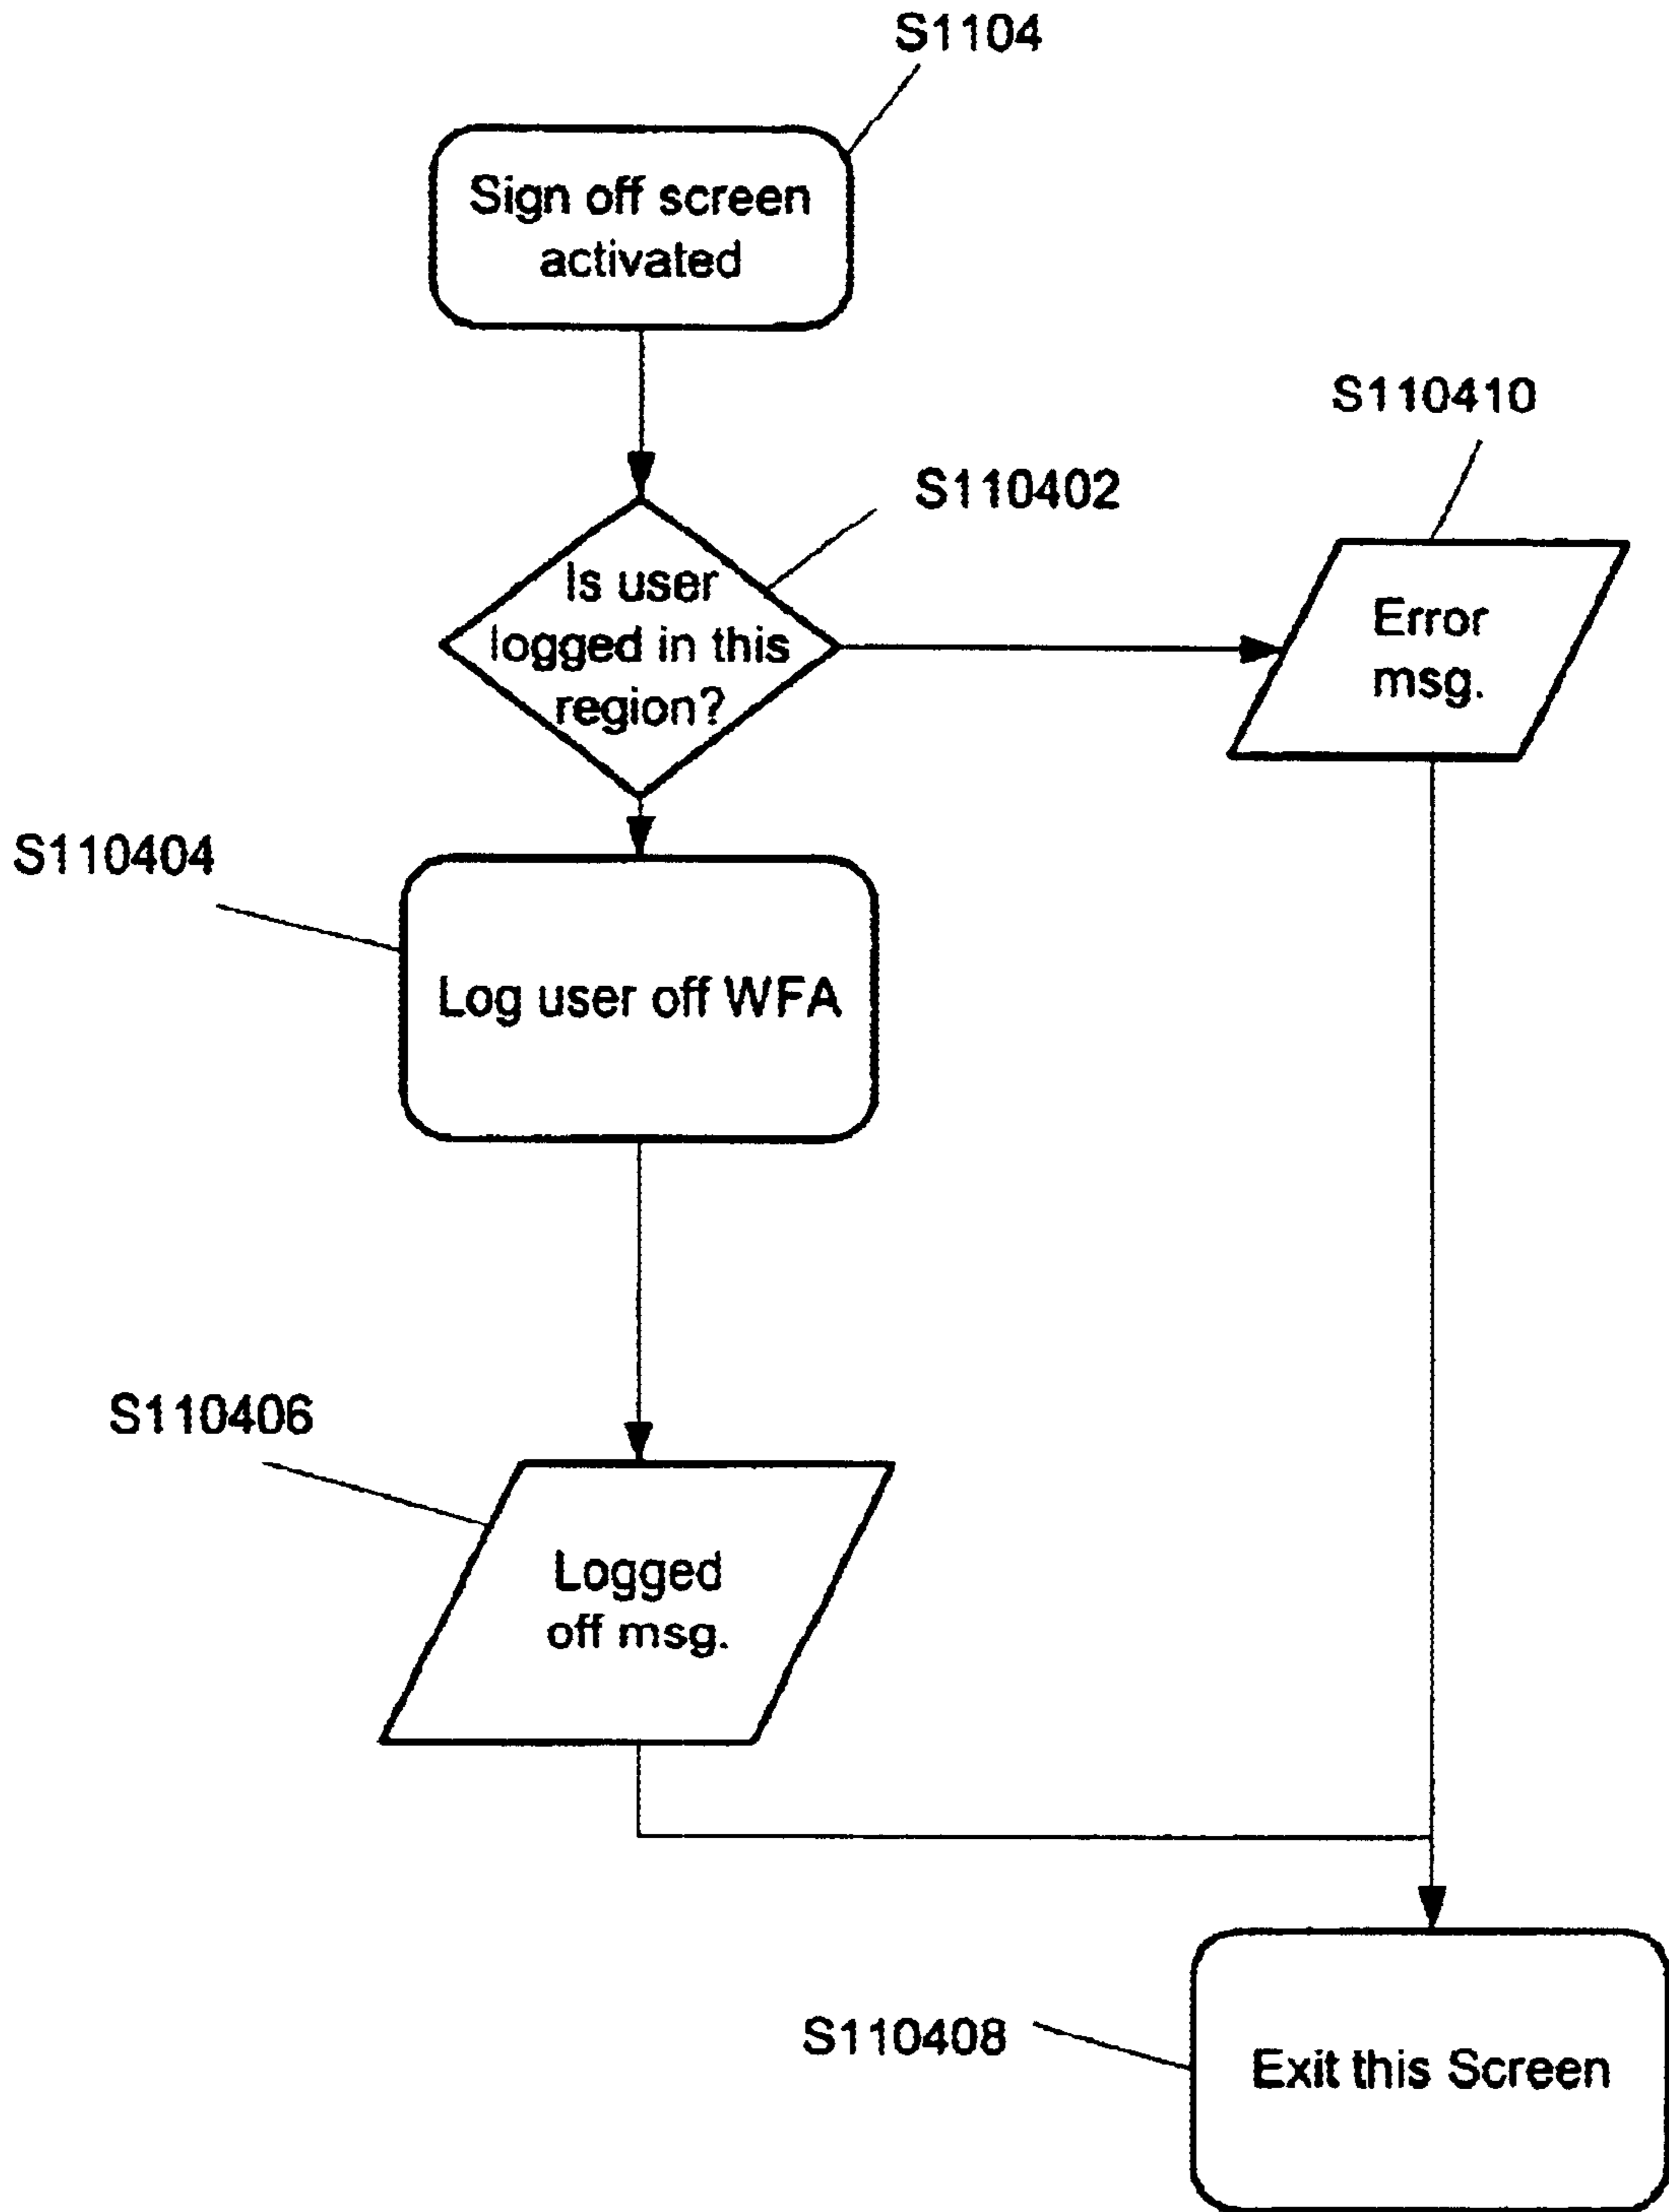 S1104
Sign off screen
activated
S110410
S110402
Is user
logged in this
region?
Error
msg.
S110404
Log user off WFA
S110406
Logged
off msg.
S110408
Exit this Screen